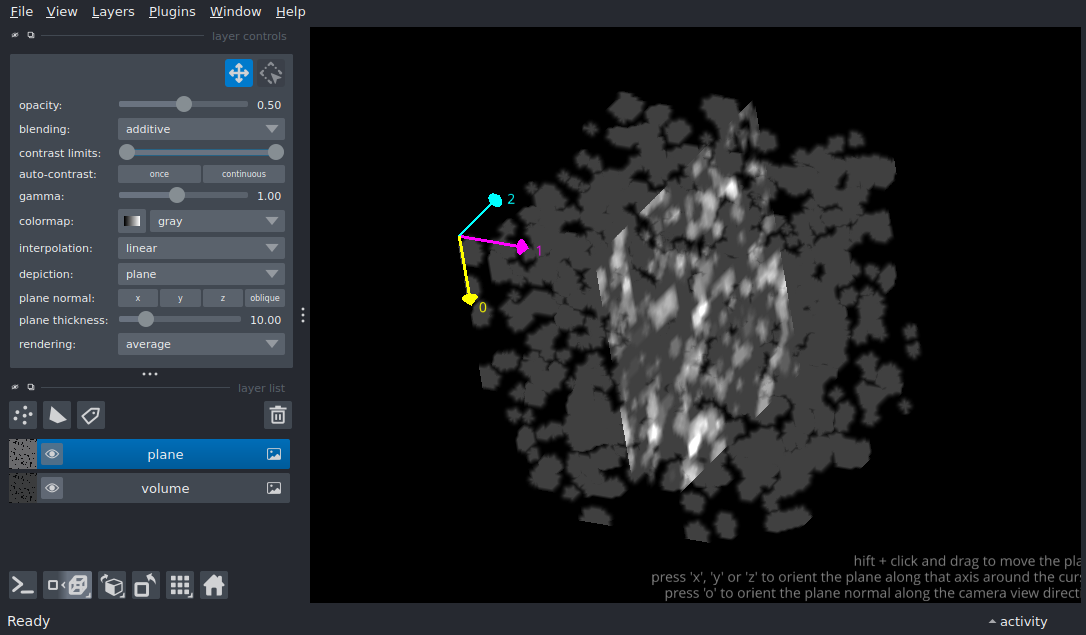 File View Layers Plugins Window Help
layer controls
opacity: 0.50
blending: additive
contrast limits:
auto-contrast: once continuous
gamma: 1.00
colormap: gray
interpolation: linear
depiction: plane
plane normal: x y z oblique
plane thickness: 10.00
rendering: average
layer list
plane
volume
2
1
0
hift + click and drag to move the pla
press 'x', 'y' or 'z' to orient the plane along that axis around the cur
press 'o' to orient the plane normal along the camera view direct
Ready activity